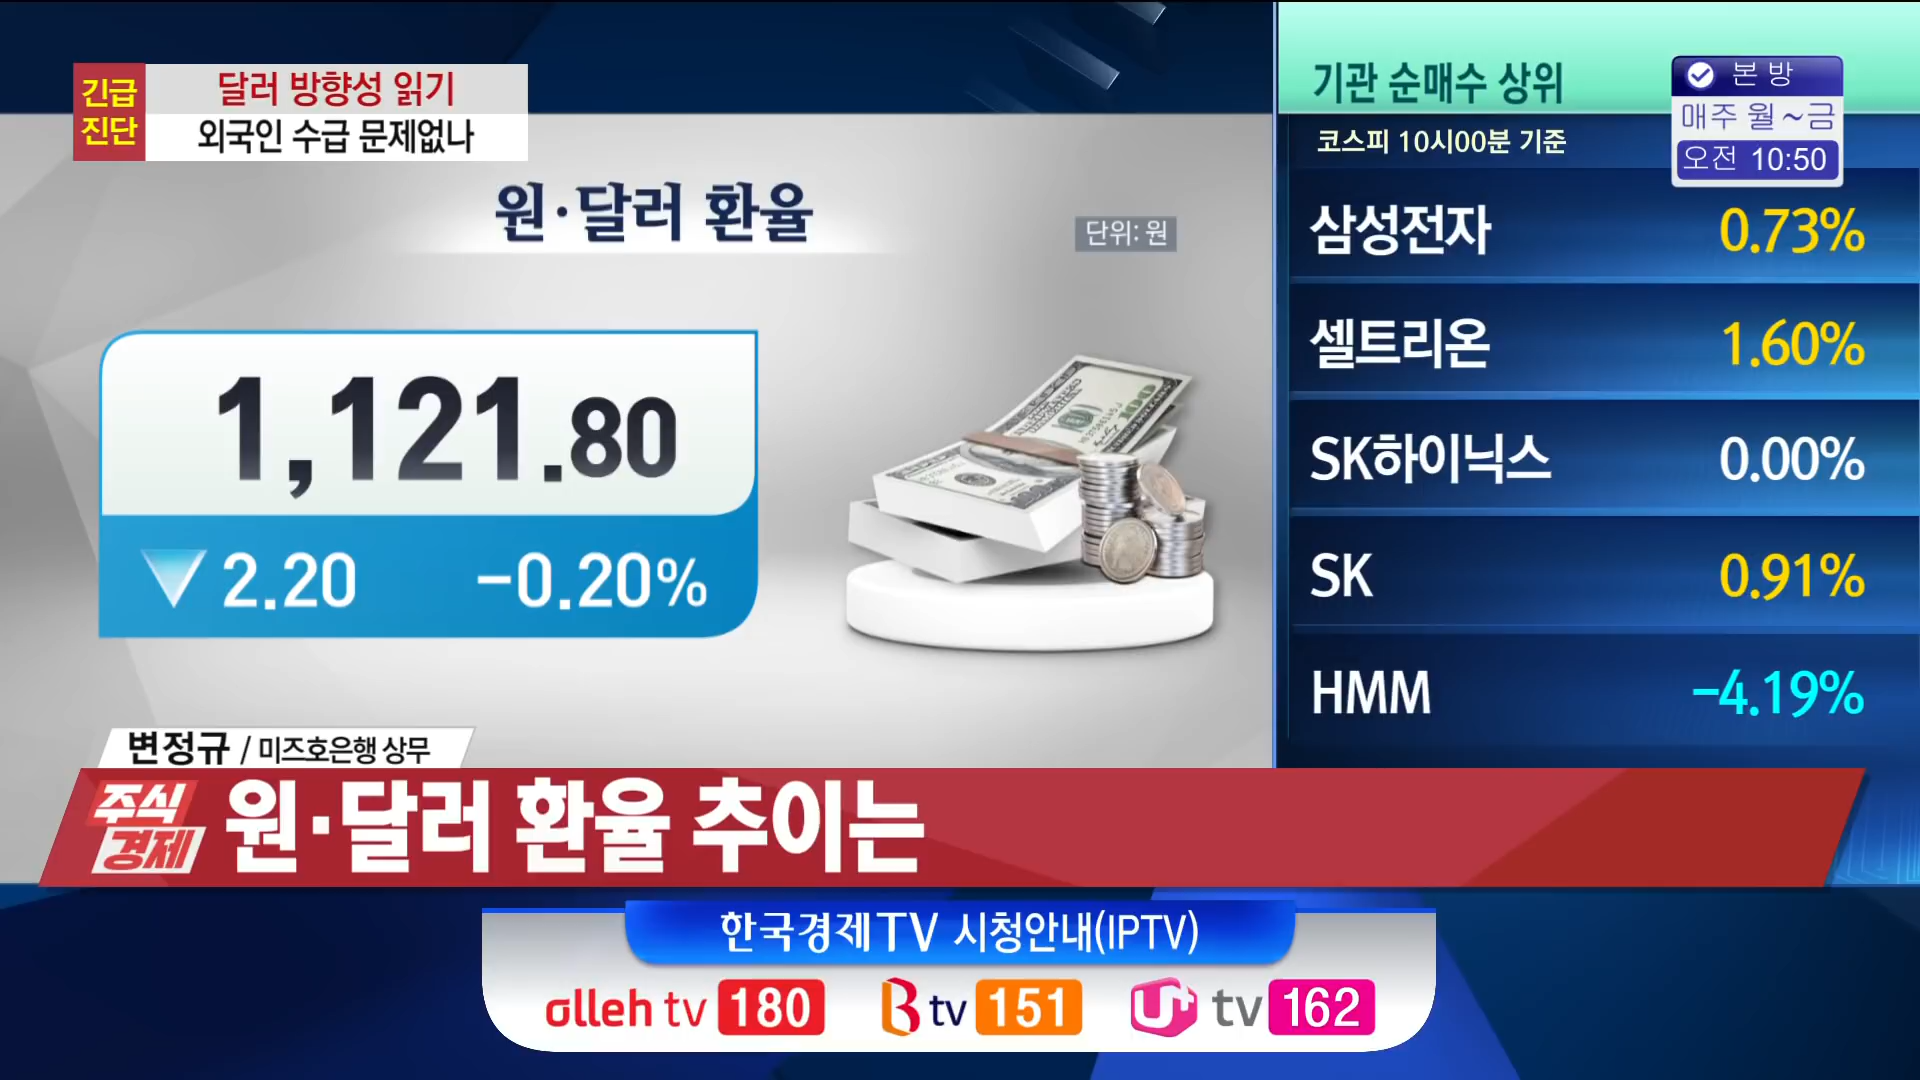 긴급
진단
달러 방향성 읽기
외국인 수급 문제없나
원·달러 환율
단위: 원
1,121.80
▼ 2.20 -0.20%
기관 순매수 상위
코스피 10시00분 기준
본 방
매주 월~금
오전 10:50
삼성전자 0.73%
셀트리온 1.60%
SK하이닉스 0.00%
SK 0.91%
HMM -4.19%
변정규 / 미즈호은행 상무
주식
경제
원·달러 환율 추이는
한국경제TV 시청안내(IPTV)
olleh tv 180 B tv 151 U+ tv 162